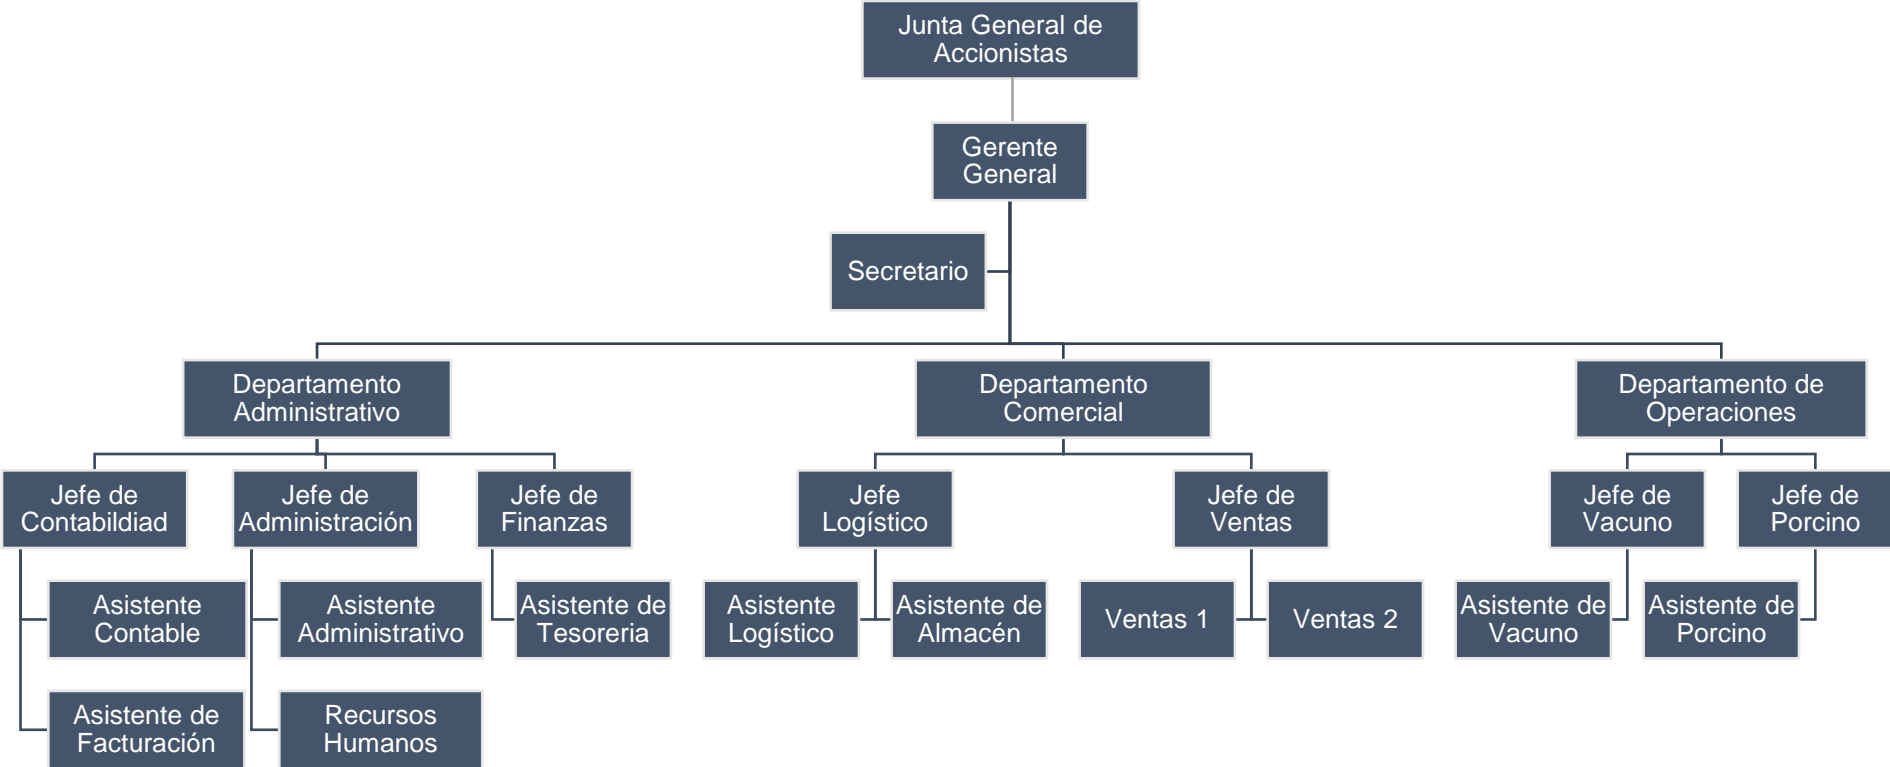 Junta General de
Accionistas
Gerente
General
Secretario
Departamento
Administrativo
Departamento
Comercial
Departamento de
Operaciones
Jefe de
Contabildiad
Jefe de
Administración
Jefe de
Finanzas
Jefe
Logístico
Jefe de
Ventas
Jefe de
Vacuno
Jefe de
Porcino
Asistente
Contable
Asistente
Administrativo
Asistente de
Tesoreria
Asistente
Logístico
Asistente de
Almacén
Ventas 1
Ventas 2
Asistente de
Vacuno
Asistente de
Porcino
Asistente de
Facturación
Recursos
Humanos